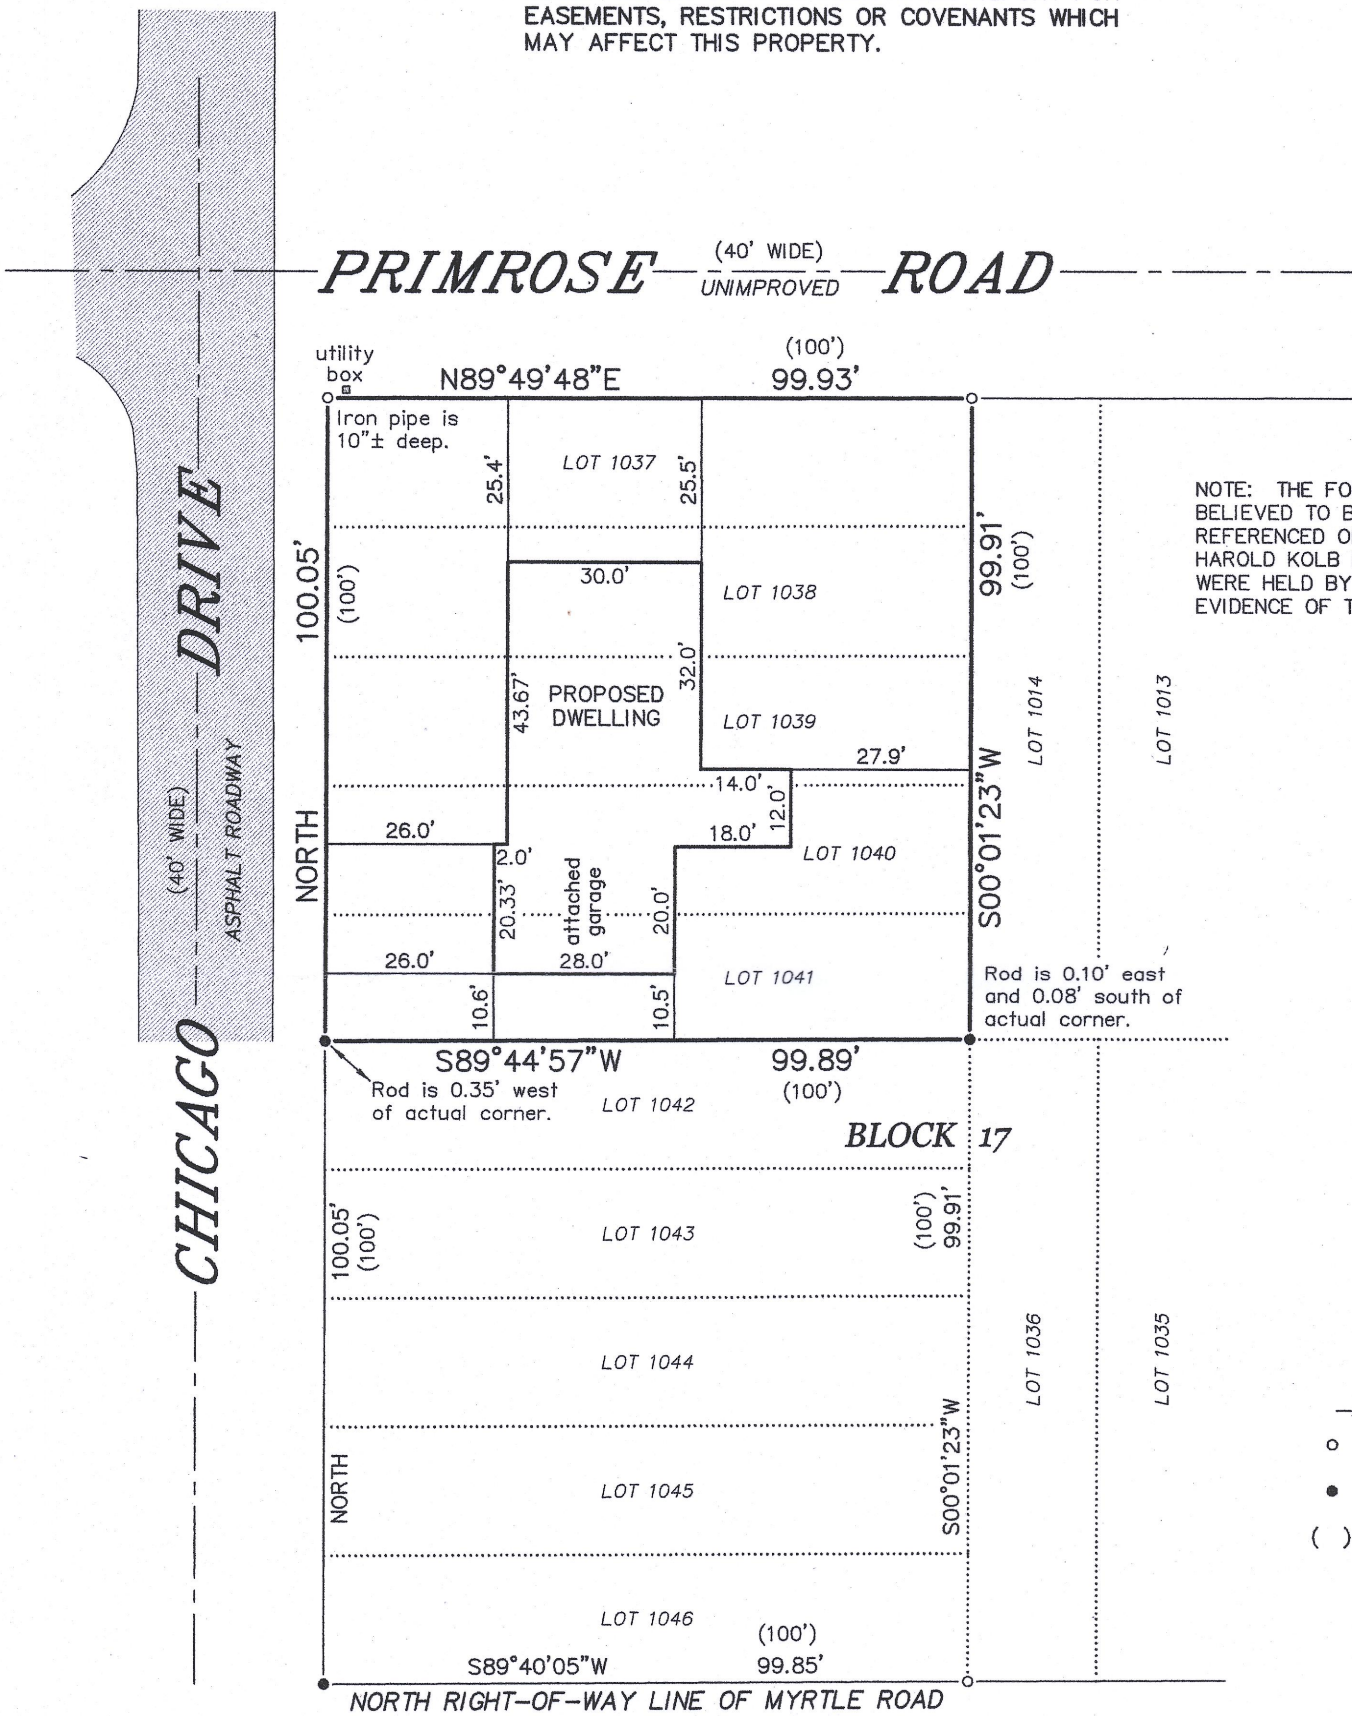 EASEMENTS, RESTRICTIONS OR COVENANTS WHICH
MAY AFFECT THIS PROPERTY.
PRIMROSE ROAD
(40' WIDE)
UNIMPROVED
utility
box
N89°49'48"E
(100')
99.93'
Iron pipe is
10"± deep.
25.4'
LOT 1037
25.5'
100.05'
(100')
30.0'
LOT 1038
99.91'
(100')
NOTE: THE FO
BELIEVED TO B
REFERENCED O
HAROLD KOLB
WERE HELD BY
EVIDENCE OF T
CHICAGO DRIVE
(40' WIDE)
ASPHALT ROADWAY
NORTH
43.67'
PROPOSED
DWELLING
32.0'
LOT 1039
27.9'
14.0'
12.0'
18.0'
LOT 1040
S00°01'23"W
LOT 1014
LOT 1013
26.0'
2.0'
20.33'
attached
garage
20.0'
26.0'
28.0'
LOT 1041
10.6'
10.5'
Rod is 0.10' east
and 0.08' south of
actual corner.
S89°44'57"W
99.89'
(100')
Rod is 0.35' west
of actual corner.
LOT 1042
BLOCK 17
100.05'
(100')
LOT 1043
(100')
99.91'
LOT 1044
LOT 1036
LOT 1035
NORTH
LOT 1045
S00°01'23"W
LOT 1046
(100')
S89°40'05"W
99.85'
NORTH RIGHT-OF-WAY LINE OF MYRTLE ROAD
( )